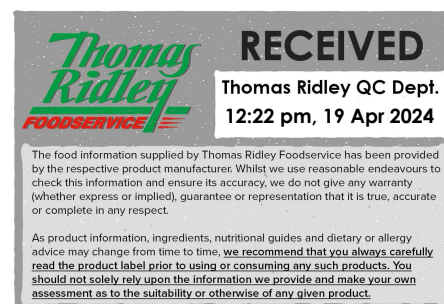 Thomas
Ridley
FOODSERVICE
RECEIVED
Thomas Ridley QC Dept.
12:22 pm, 19 Apr 2024
The food information supplied by Thomas Ridley Foodservice has been provided
by the respective product manufacturer. Whilst we use reasonable endeavours to
check this information and ensure its accuracy, we do not give any warranty
(whether express or implied), guarantee or representation that it is true, accurate
or complete in any respect.
As product information, ingredients, nutritional guides and dietary or allergy
advice may change from time to time, we recommend that you always carefully
read the product label prior to using or consuming any such products. You
should not solely rely upon the information we provide and make your own
assessment as to the suitability or otherwise of any given product.